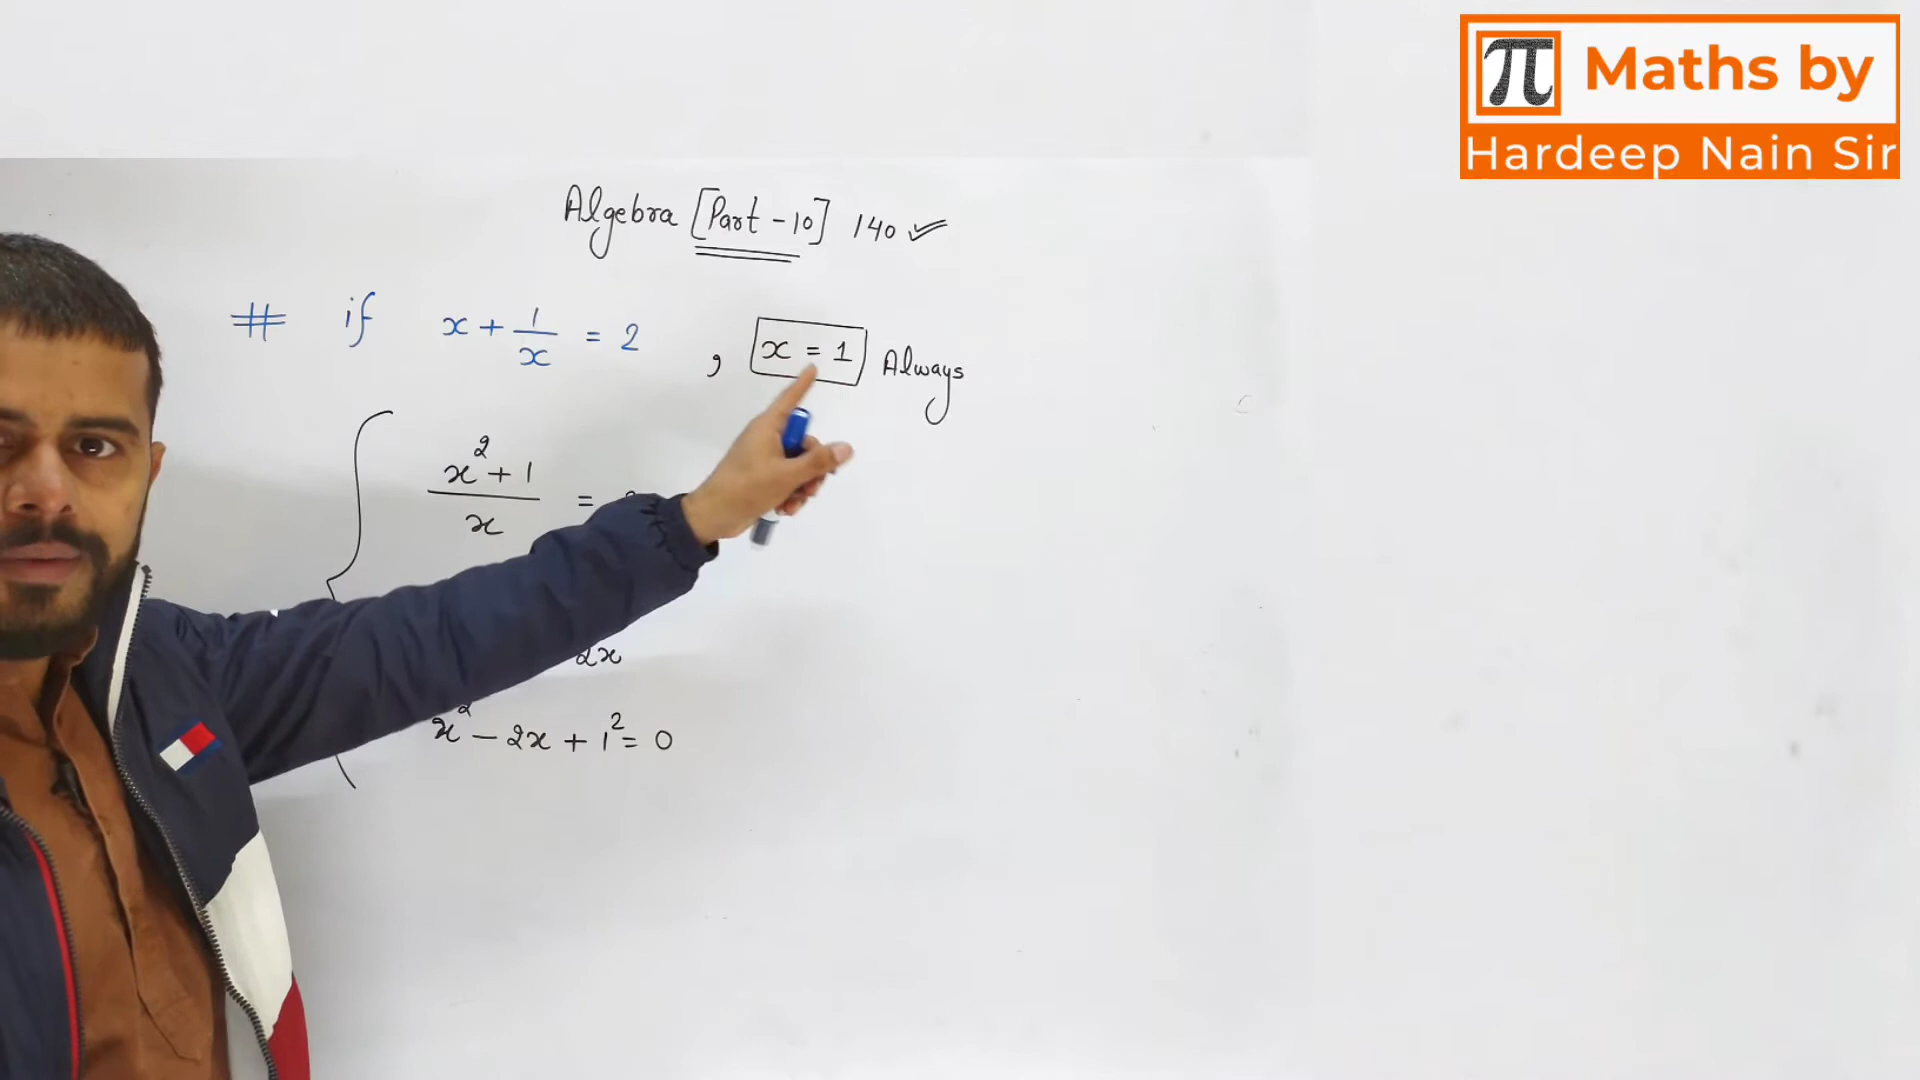 π Maths by
Hardeep Nain Sir
Algebra [Part - 10] 140 ✓
# if x + 1/x = 2 , x = 1 Always
x² + 1 / x =
2x
x² - 2x + 1² = 0